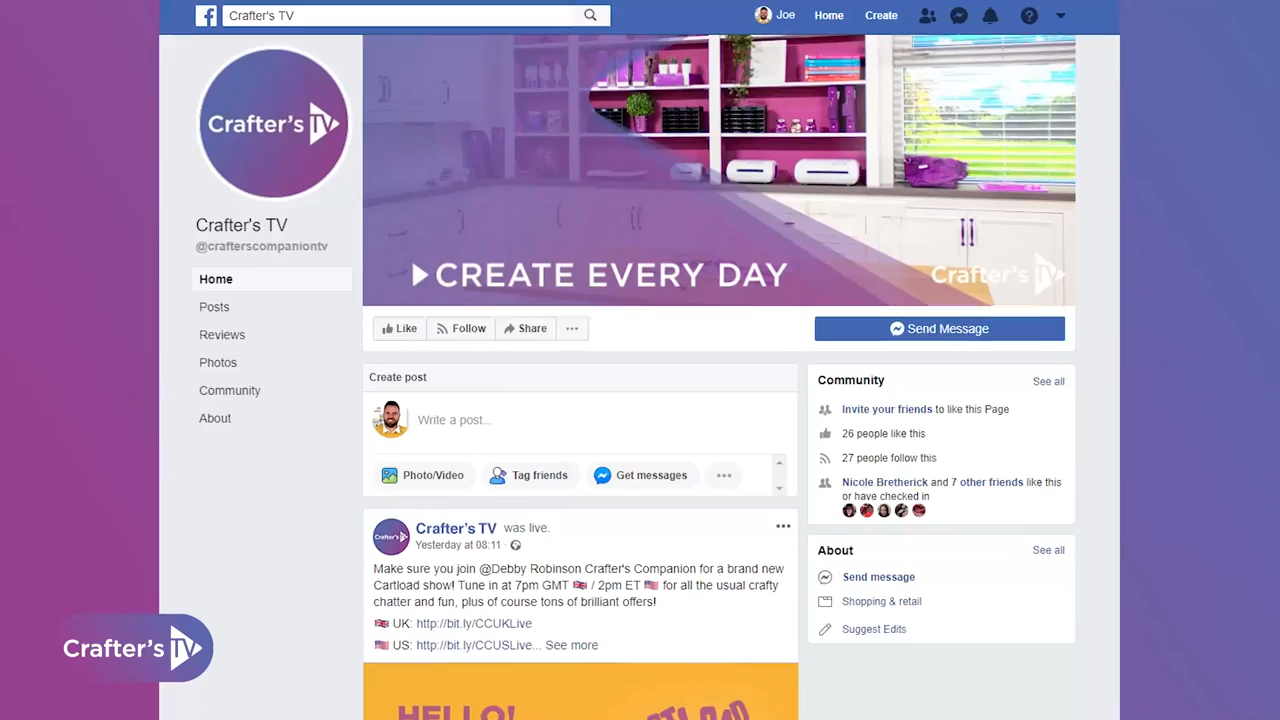 Crafter's TV
Joe
Home
Create
Crafter's TV
Crafter's TV
@crafterscompaniontv
Home
Posts
Reviews
Photos
Community
About
CREATE EVERY DAY
Crafter's TV
Like
Follow
Share
Send Message
Create post
Write a post...
Photo/Video
Tag friends
Get messages
Crafter's TV was live.
Yesterday at 08:11
Make sure you join @Debby Robinson Crafter's Companion for a brand new
Cartload show! Tune in at 7pm GMT 🇬🇧 / 2pm ET 🇺🇸 for all the usual crafty
chatter and fun, plus of course tons of brilliant offers!
🇬🇧 UK: http://bit.ly/CCUKLive
🇺🇸 US: http://bit.ly/CCUSLive... See more
HELLO!
Community
See all
Invite your friends to like this Page
26 people like this
27 people follow this
Nicole Bretherick and 7 other friends like this
or have checked in
About
See all
Send message
Shopping & retail
Suggest Edits
Crafter's TV